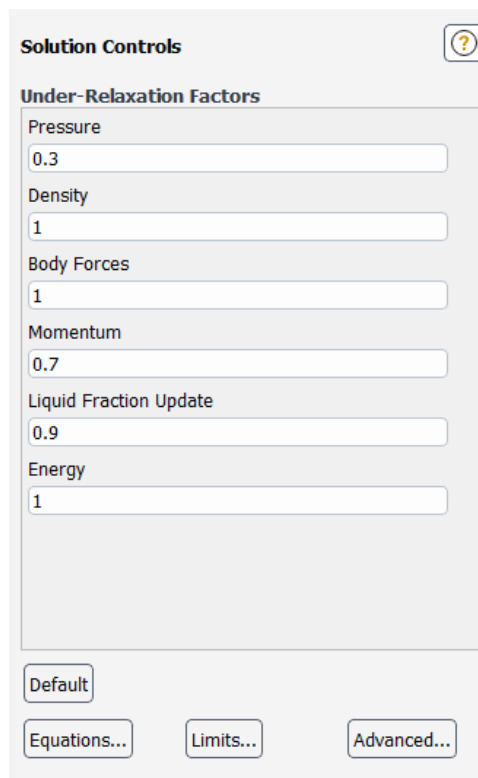 Solution Controls
?
Under-Relaxation Factors
Pressure
0.3
Density
1
Body Forces
1
Momentum
0.7
Liquid Fraction Update
0.9
Energy
1
Default
Equations... Limits... Advanced...